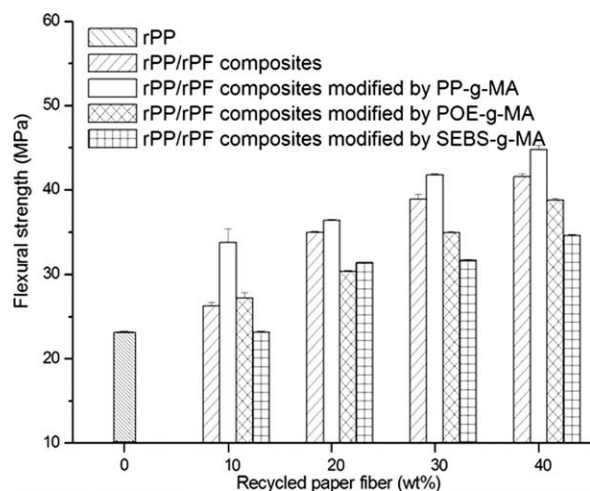 60
50
40
30
20
10
Flexural strength (MPa)
rPP
rPP/rPF composites
rPP/rPF composites modified by PP-g-MA
rPP/rPF composites modified by POE-g-MA
rPP/rPF composites modified by SEBS-g-MA
0 10 20 30 40
Recycled paper fiber (wt%)